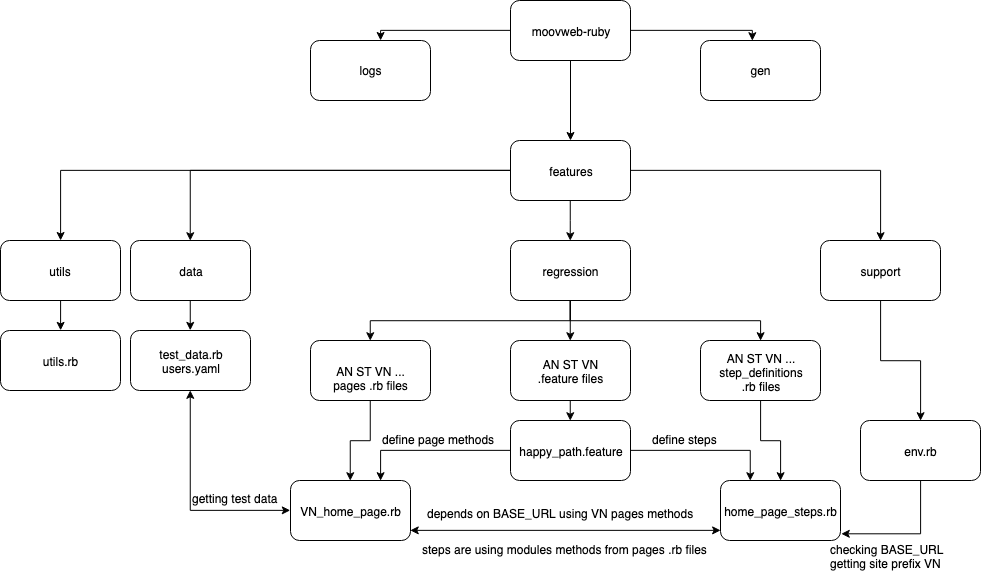 moovweb-ruby
logs
gen
features
utils
data
regression
support
utils.rb
test_data.rb
users.yaml
AN ST VN ...
pages .rb files
AN ST VN
.feature files
AN ST VN ...
step_definitions
.rb files
define page methods
happy_path.feature
define steps
env.rb
getting test data
VN_home_page.rb
depends on BASE_URL using VN pages methods
home_page_steps.rb
steps are using modules methods from pages .rb files
checking BASE_URL
getting site prefix VN